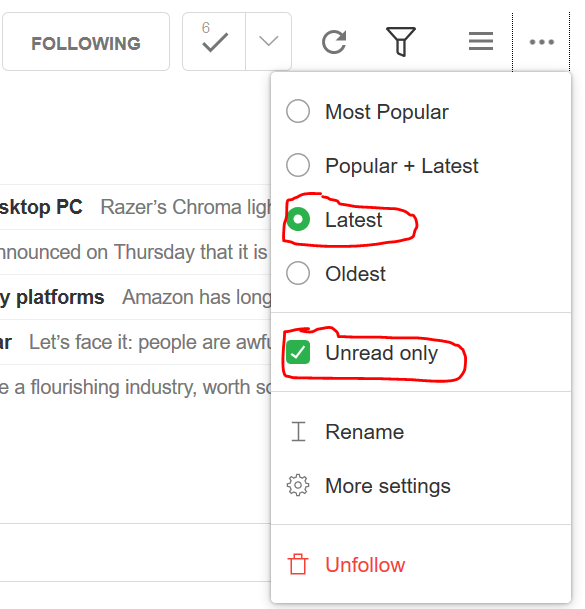 FOLLOWING
6
Most Popular
Popular + Latest
sktop PC Razer's Chroma ligh
Latest
nnounced on Thursday that it is
Oldest
y platforms Amazon has long
ar Let's face it: people are awfu
Unread only
e a flourishing industry, worth so
Rename
More settings
Unfollow